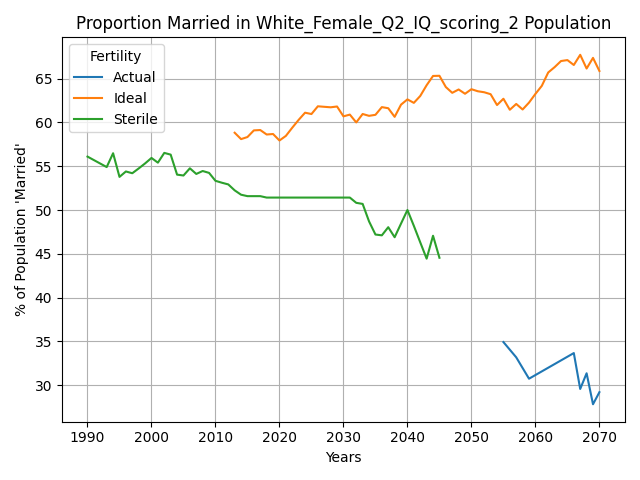 Proportion Married in White_Female_Q2_IQ_scoring_2 Population
Fertility
Actual
Ideal
Sterile
% of Population 'Married'
65
60
55
50
45
40
35
30
1990
2000
2010
2020
2030
2040
2050
2060
2070
Years